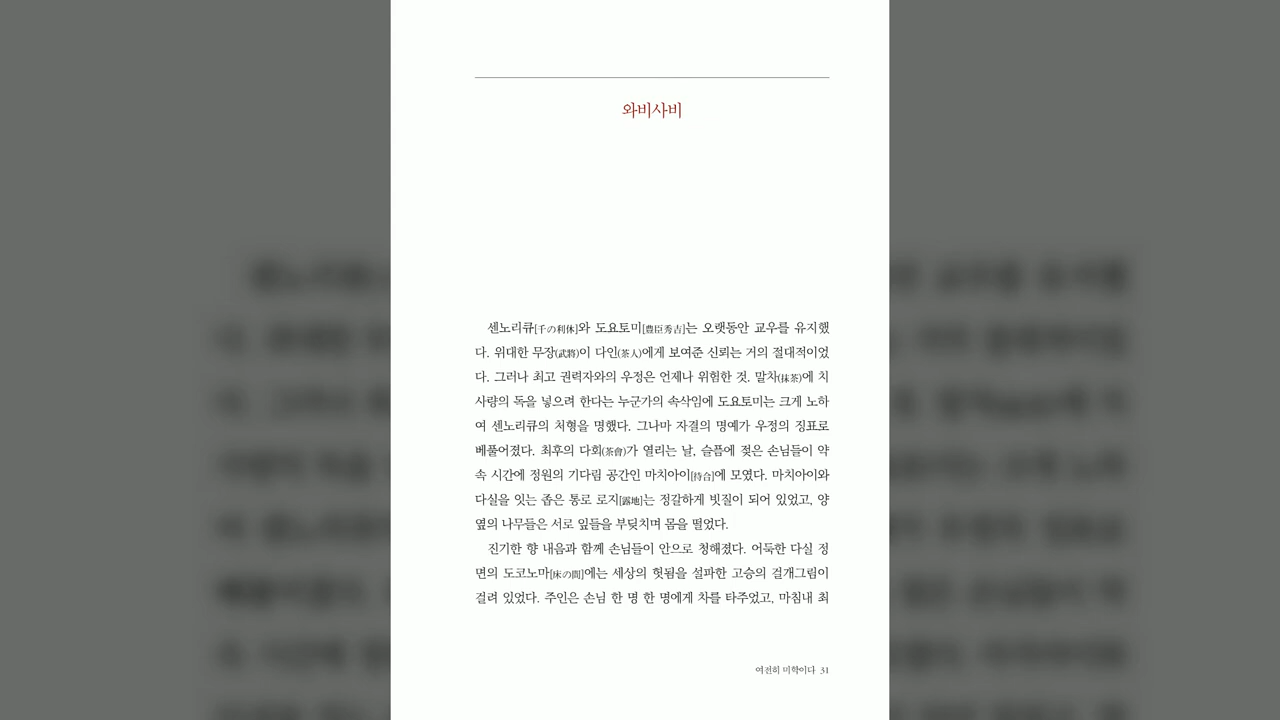 와비사비
센노리큐[千の利休]와 도요토미[豊臣秀吉]는 오랫동안 교우를 유지했
다. 위대한 무장(武將)이 다인(茶人)에게 보여준 신뢰는 거의 절대적이었
다. 그러나 최고 권력자와의 우정은 언제나 위험한 것. 말차(抹茶)에 치
사량의 독을 넣으려 한다는 누군가의 속삭임에 도요토미는 크게 노하
여 센노리큐의 처형을 명했다. 그나마 자결의 명예가 우정의 징표로
베풀어졌다. 최후의 다회(茶會)가 열리는 날, 슬픔에 젖은 손님들이 약
속 시간에 정원의 기다림 공간인 마치아이[待合]에 모였다. 마치아이와
다실을 잇는 좁은 통로 로지[露地]는 정갈하게 빗질이 되어 있었고, 양
옆의 나무들은 서로 잎들을 부딪치며 몸을 떨었다.
진기한 향 내음과 함께 손님들이 안으로 청해졌다. 어둑한 다실 정
면의 도코노마[床の間]에는 세상의 헛됨을 설파한 고승의 걸개그림이
걸려 있었다. 주인은 손님 한 명 한 명에게 차를 타주었고, 마침내 최
여전히 미학이다 31